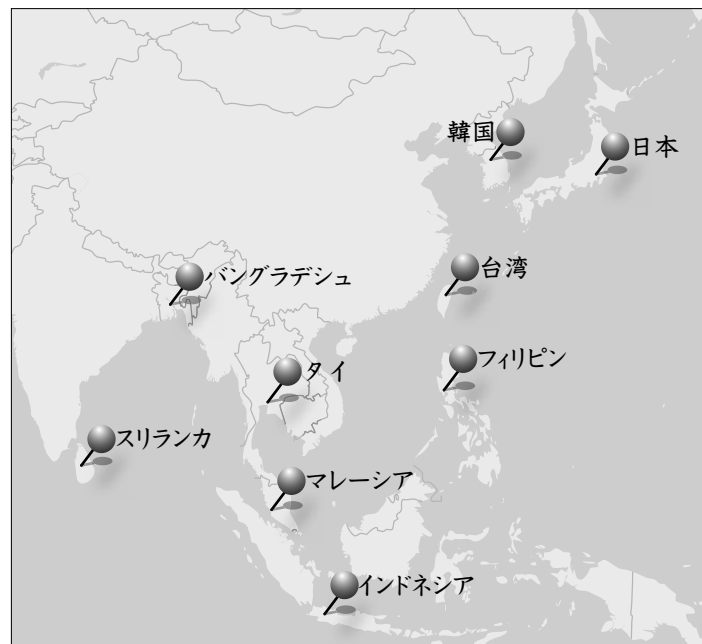 韓国
日本
台湾
バングラデシュ
フィリピン
タイ
スリランカ
マレーシア
インドネシア